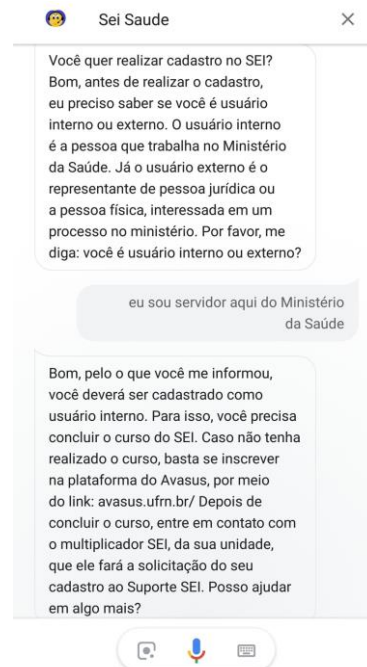 Sei Saude
Você quer realizar cadastro no SEI?
Bom, antes de realizar o cadastro,
eu preciso saber se você é usuário
interno ou externo. O usuário interno
é a pessoa que trabalha no Ministério
da Saúde. Já o usuário externo é o
representante de pessoa jurídica ou
a pessoa física, interessada em um
processo no ministério. Por favor, me
diga: você é usuário interno ou externo?
eu sou servidor aqui do Ministério
da Saúde
Bom, pelo o que você me informou,
você deverá ser cadastrado como
usuário interno. Para isso, você precisa
concluir o curso do SEI. Caso não tenha
realizado o curso, basta se inscrever
na plataforma do Avasus, por meio
do link: avasus.ufrn.br/ Depois de
concluir o curso, entre em contato com
o multiplicador SEI, da sua unidade,
que ele fará a solicitação do seu
cadastro ao Suporte SEI. Posso ajudar
em algo mais?